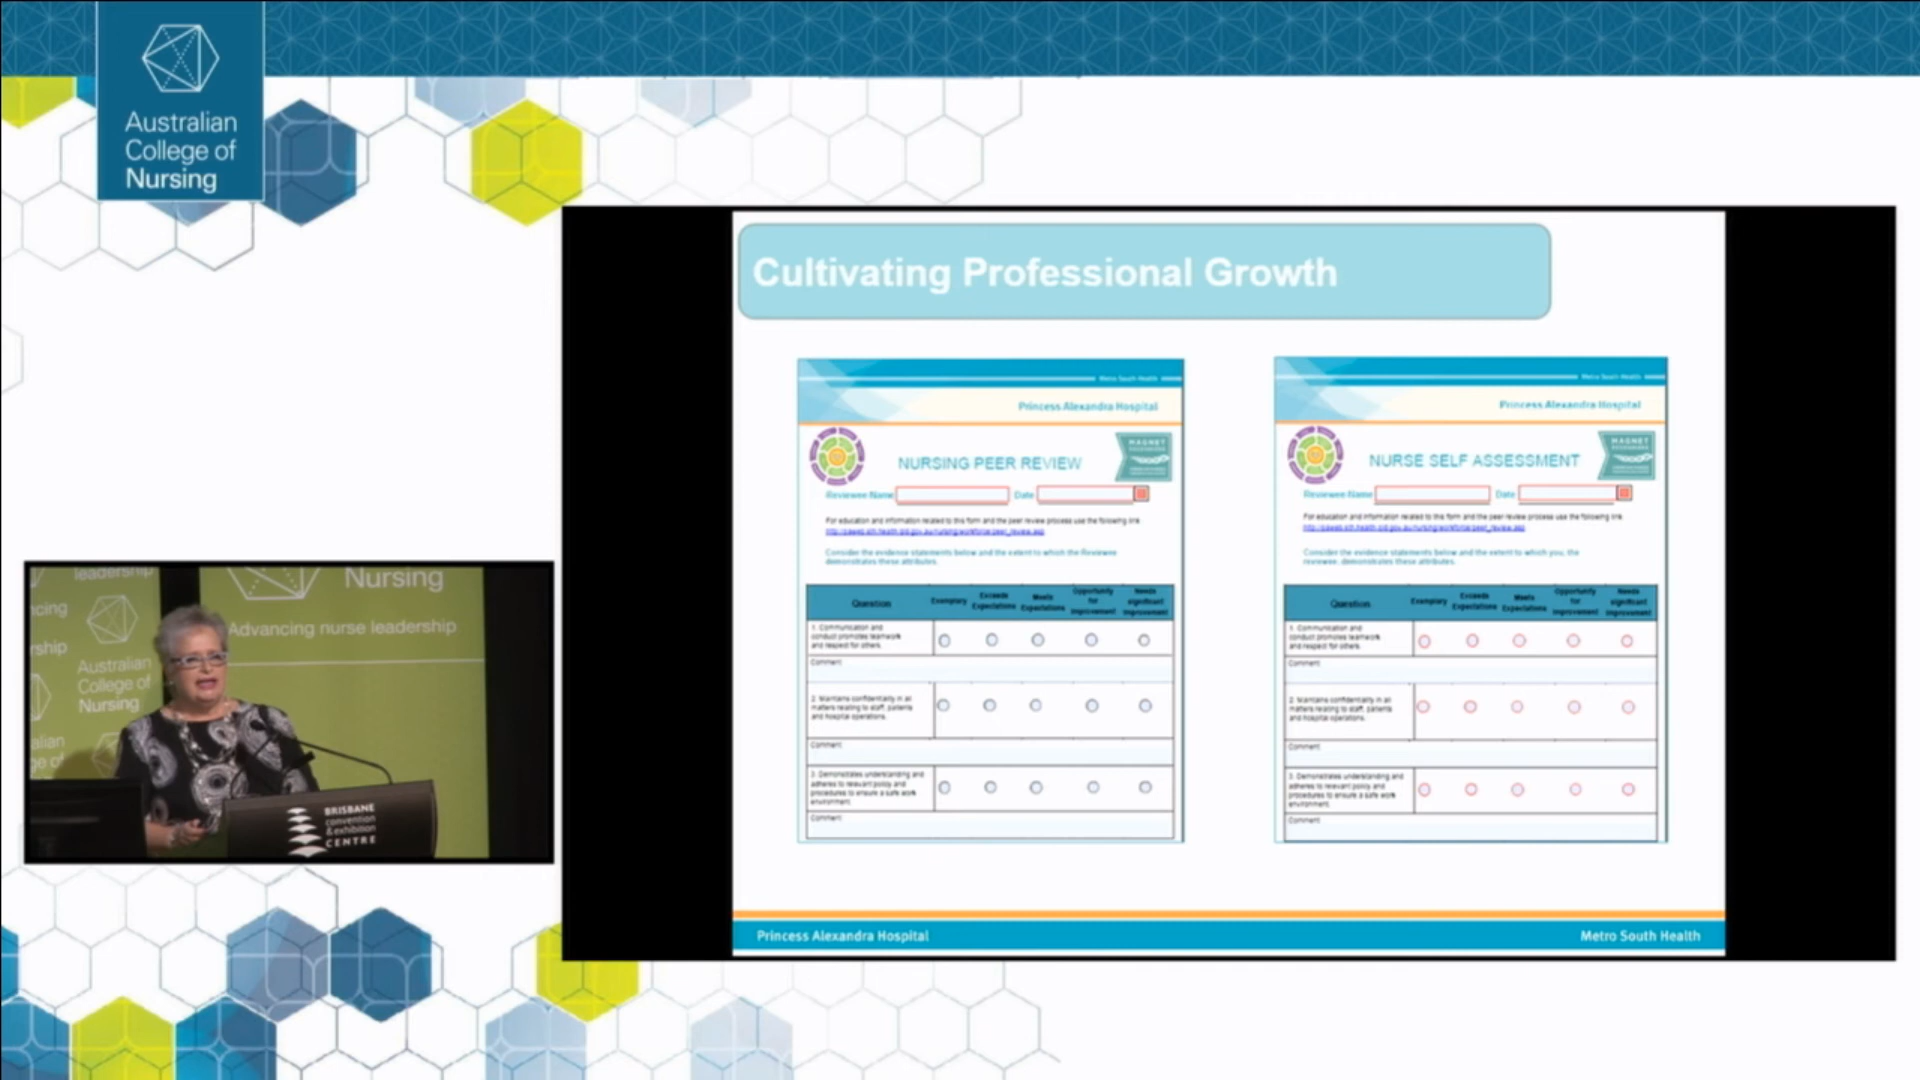 Australian
College of
Nursing
Cultivating Professional Growth
Metro South Health
Princess Alexandra Hospital
NURSING PEER REVIEW
MAGNET
Reviewee Name
Date
For education and information related to this form and the peer review process use the following link
Consider the evidence statements below and the extent to which the Reviewee
demonstrates these attributes.
Question
Exemplary
Exceeds
Expectations
Meets
Expectations
Opportunity
for
improvement
Needs
significant
improvement
1. Communication and
conduct promotes teamwork
and respect for others.
Comment
2. Maintains confidentiality in all
matters relating to staff, patients
and hospital operations.
Comment
3. Demonstrates understanding and
adheres to relevant policy and
procedures to ensure a safe work
environment.
Comment
Metro South Health
Princess Alexandra Hospital
NURSE SELF ASSESSMENT
MAGNET
Reviewee Name
Date
For education and information related to this form and the peer review process use the following link
Consider the evidence statements below and the extent to which you, the
reviewee, demonstrates these attributes.
Question
Exemplary
Exceeds
Expectations
Meets
Expectations
Opportunity
for
improvement
Needs
significant
improvement
1. Communication and
conduct promotes teamwork
and respect for others.
Comment
2. Maintains confidentiality in all
matters relating to staff, patients
and hospital operations.
Comment
3. Demonstrates understanding and
adheres to relevant policy and
procedures to ensure a safe work
environment.
Comment
Princess Alexandra Hospital
Metro South Health
leadership
Nursing
ncing
Advancing nurse leadership
rship
Australian
College of
Nursing
alian
ge of
BRISBANE
convention
& exhibition
CENTRE